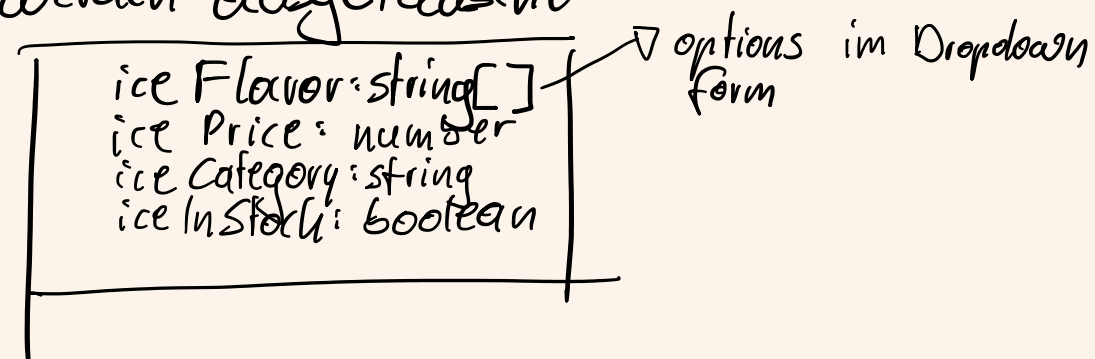 ice Flavor: string[]
options im Dropdown
form
ice Price: number
ice Category: string
ice InStock: boolean